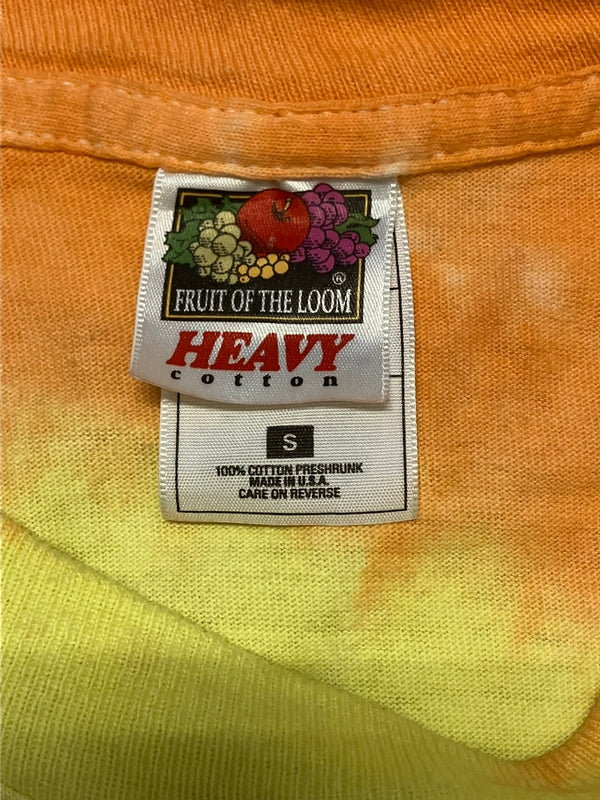 ®
FRUIT OF THE LOOM
HEAVY
cotton
S
100% COTTON PRESHRUNK
MADE IN U.S.A.
CARE ON REVERSE